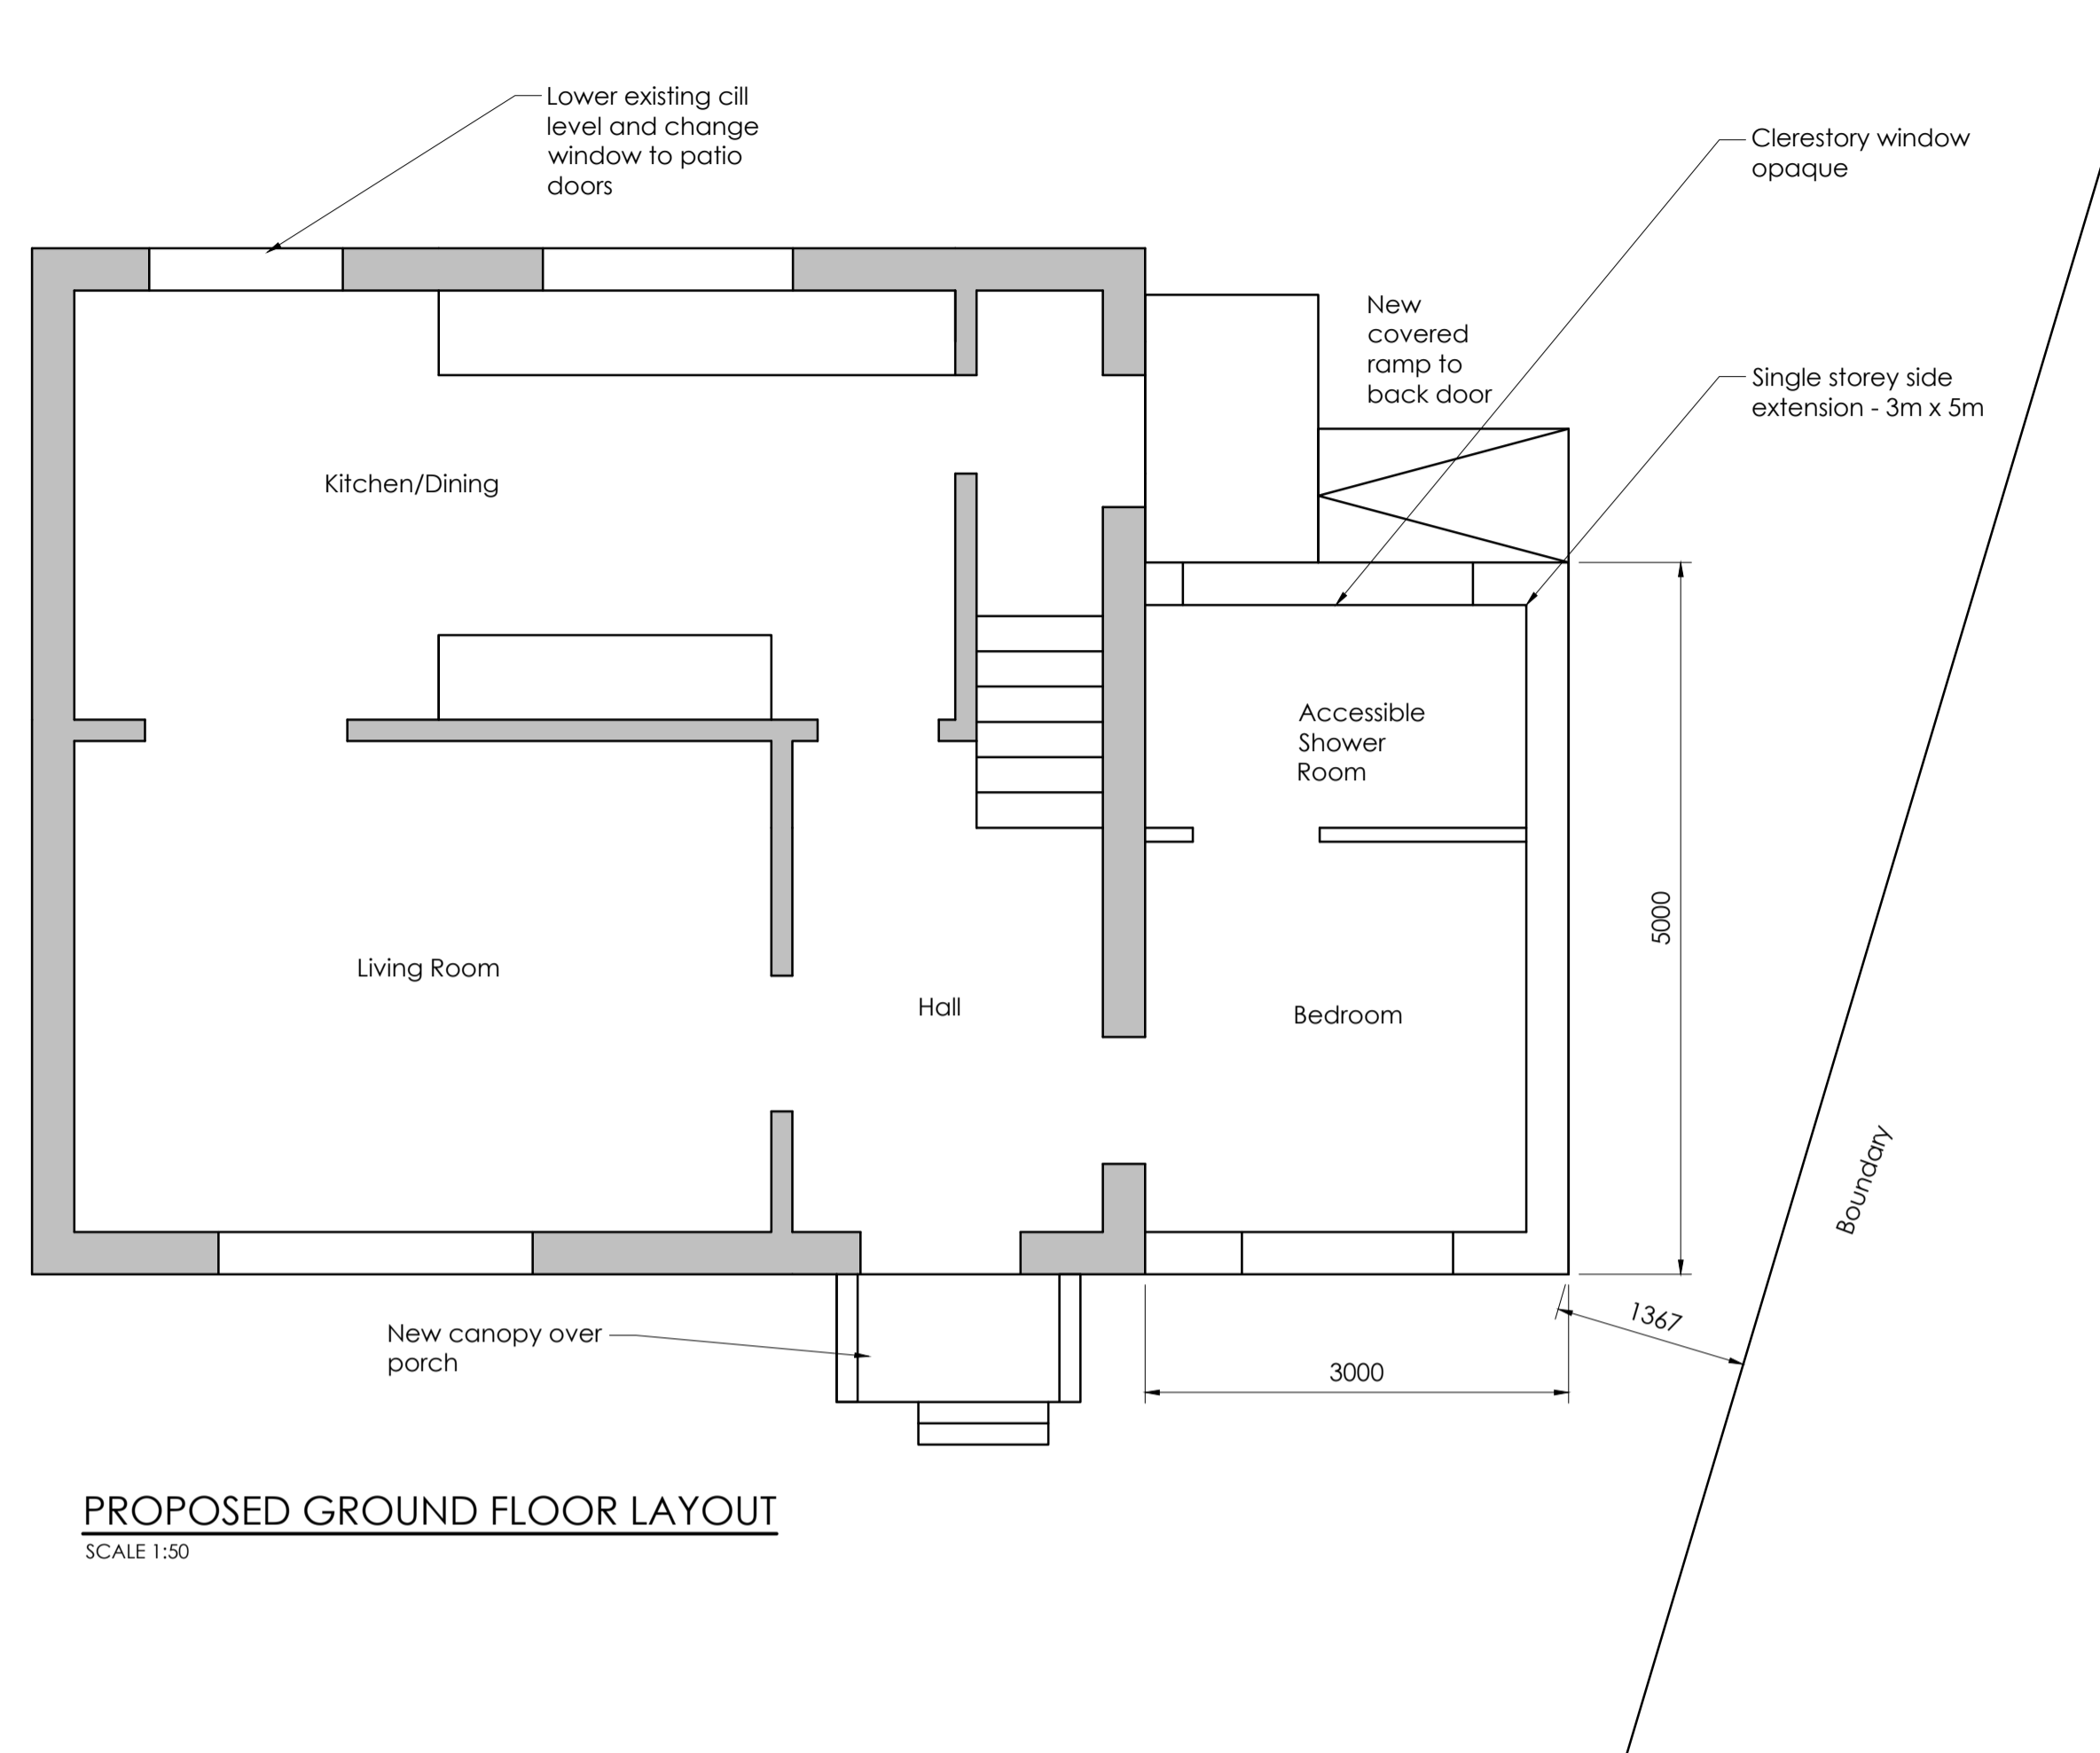 Lower existing cill
level and change
window to patio
doors
Clerestory window
opaque
New
covered
ramp to
back door
Single storey side
extension - 3m x 5m
Kitchen/Dining
Accessible
Shower
Room
5000
Living Room
Hall
Bedroom
Boundary
1367
New canopy over
porch
3000
PROPOSED GROUND FLOOR LAYOUT
SCALE 1:50